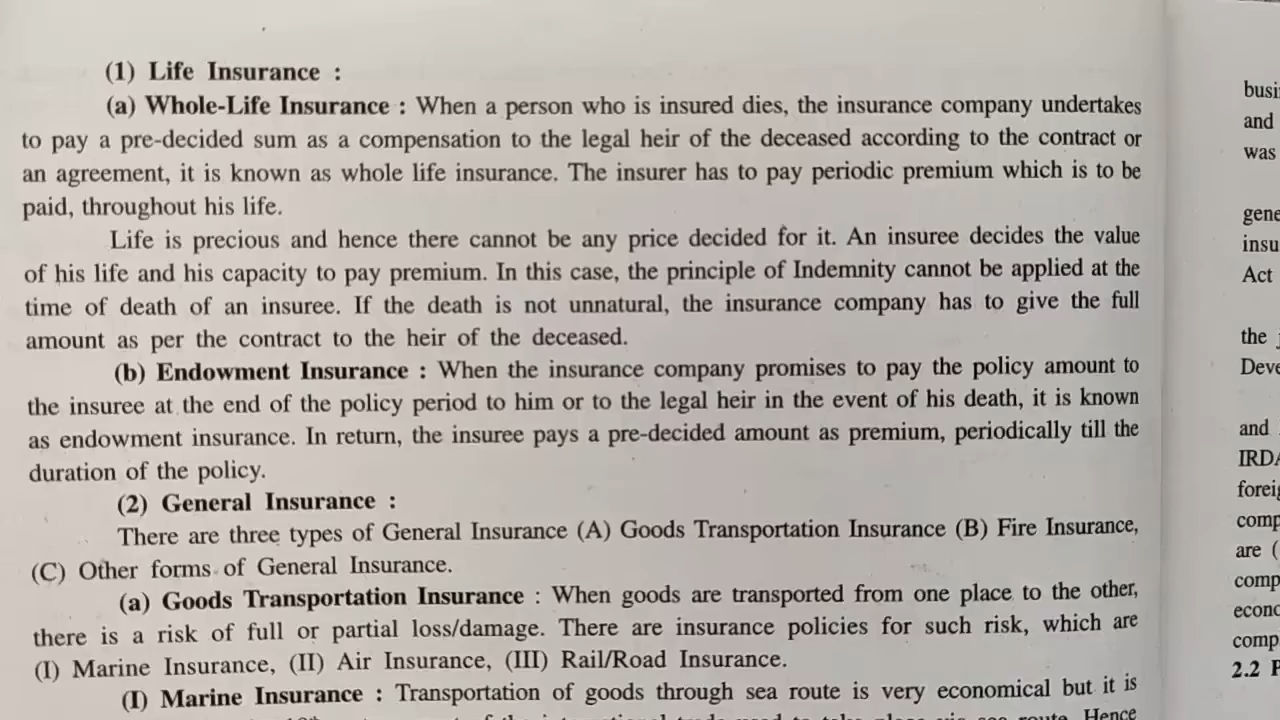 (1) Life Insurance :
(a) Whole-Life Insurance : When a person who is insured dies, the insurance company undertakes
to pay a pre-decided sum as a compensation to the legal heir of the deceased according to the contract or
an agreement, it is known as whole life insurance. The insurer has to pay periodic premium which is to be
paid, throughout his life.
Life is precious and hence there cannot be any price decided for it. An insuree decides the value
of his life and his capacity to pay premium. In this case, the principle of Indemnity cannot be applied at the
time of death of an insuree. If the death is not unnatural, the insurance company has to give the full
amount as per the contract to the heir of the deceased.
(b) Endowment Insurance : When the insurance company promises to pay the policy amount to
the insuree at the end of the policy period to him or to the legal heir in the event of his death, it is known
as endowment insurance. In return, the insuree pays a pre-decided amount as premium, periodically till the
duration of the policy.
(2) General Insurance :
There are three types of General Insurance (A) Goods Transportation Insurance (B) Fire Insurance,
(C) Other forms of General Insurance.
(a) Goods Transportation Insurance : When goods are transported from one place to the other,
there is a risk of full or partial loss/damage. There are insurance policies for such risk, which are
(I) Marine Insurance, (II) Air Insurance, (III) Rail/Road Insurance.
(I) Marine Insurance : Transportation of goods through sea route is very economical but it is
route. Hence
busi
and
was
gene
insu
Act
the
Deve
and
IRDA
foreig
comp
are (
comp
econo
comp
2.2 P